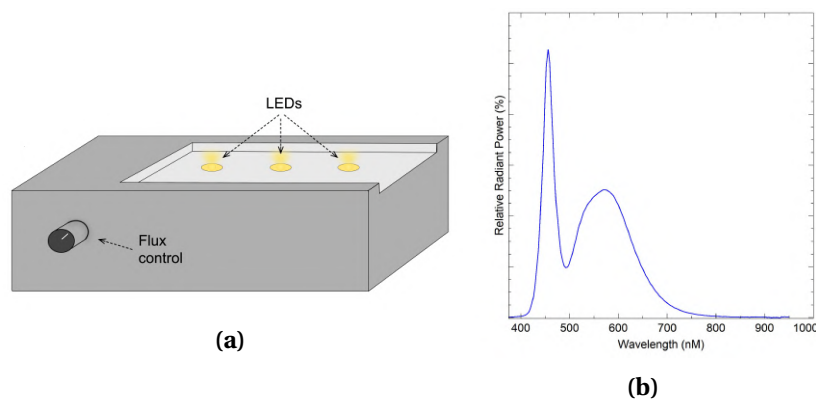 LEDs
Flux
control
(a)
Relative Radiant Power (%)
400 500 600 700 800 900 1000
Wavelength (nM)
(b)